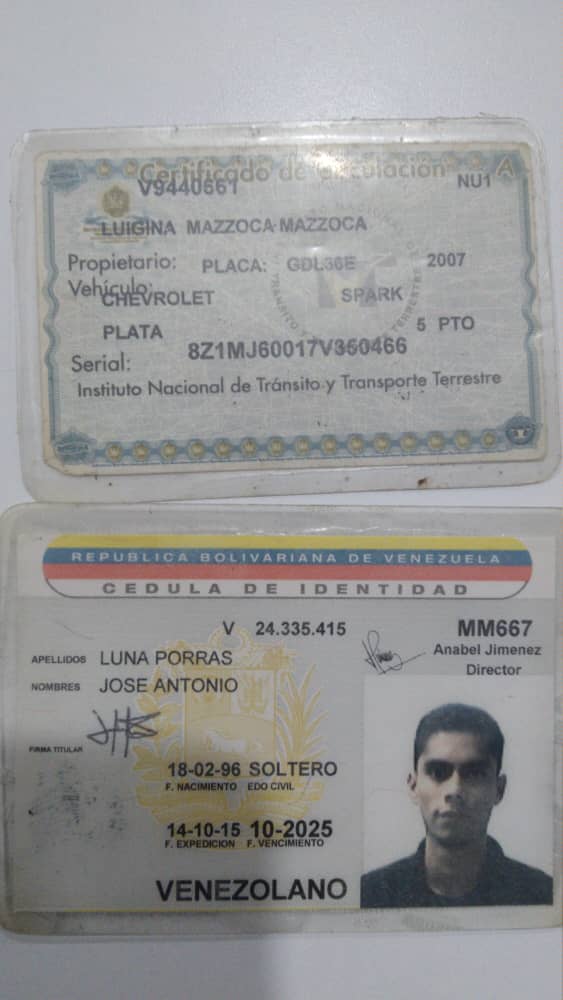 Certificado de Circulación A
V9440661 NU1
LUIGINA MAZZOCA MAZZOCA
Propietario: PLACA: GDL36E 2007
Vehículo: CHEVROLET SPARK
PLATA 5 PTO
Serial: 8Z1MJ60017V350466
Instituto Nacional de Tránsito y Transporte Terrestre
REPUBLICA BOLIVARIANA DE VENEZUELA
CEDULA DE IDENTIDAD
V 24.335.415 MM667
Anabel Jimenez
Director
APELLIDOS LUNA PORRAS
NOMBRES JOSE ANTONIO
FIRMA TITULAR
18-02-96 SOLTERO
F. NACIMIENTO EDO CIVIL
14-10-15 10-2025
F. EXPEDICION F. VENCIMIENTO
VENEZOLANO